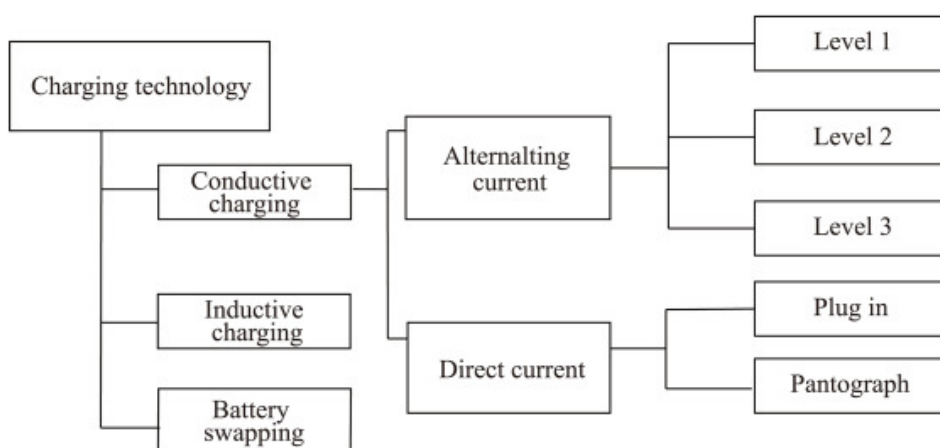 Charging technology
Conductive
charging
Inductive
charging
Battery
swapping
Alternalting
current
Direct current
Level 1
Level 2
Level 3
Plug in
Pantograph